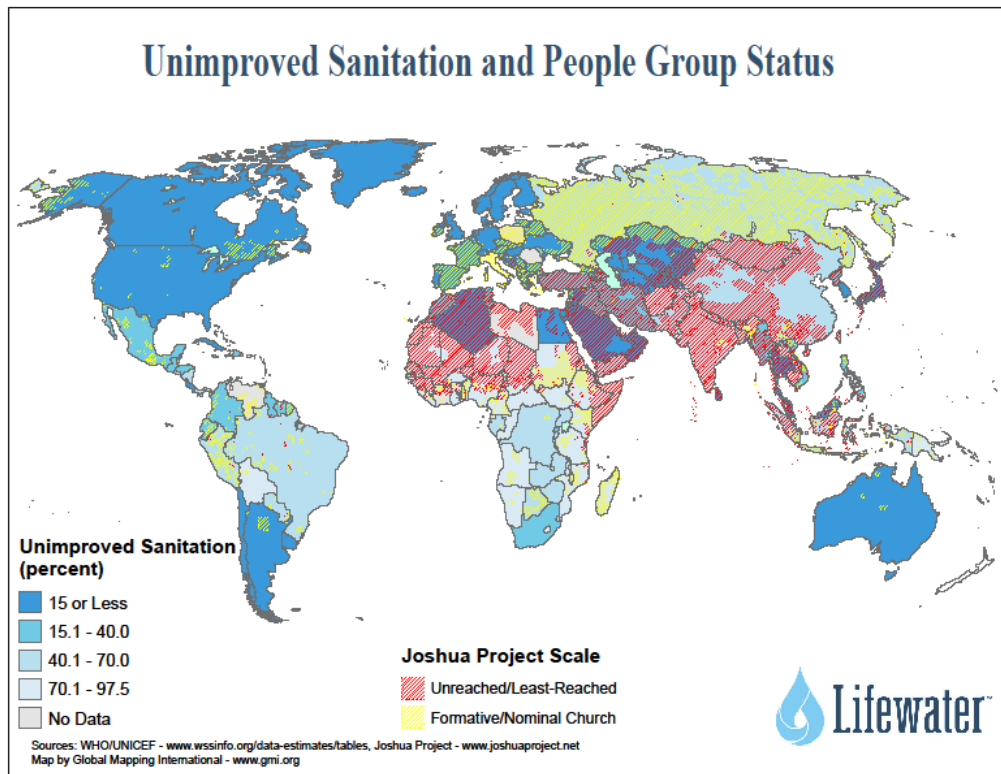 Unimproved Sanitation and People Group Status
Unimproved Sanitation
(percent)
15 or Less
15.1 - 40.0
40.1 - 70.0
70.1 - 97.5
No Data
Joshua Project Scale
Unreached/Least-Reached
Formative/Nominal Church
Lifewater™
Sources: WHO/UNICEF - www.wssinfo.org/data-estimates/tables, Joshua Project - www.joshuaproject.net
Map by Global Mapping International - www.gmi.org